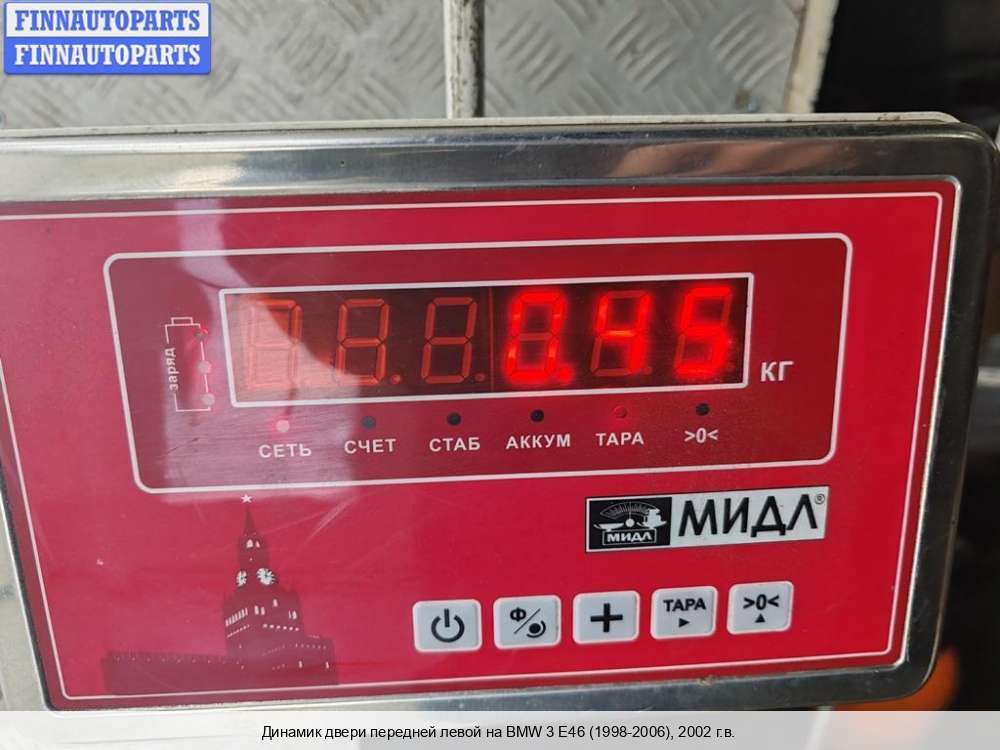 FINNAUTOPARTS
FINNAUTOPARTS
заряд
0.45
КГ
СЕТЬ СЧЕТ СТАБ АККУМ ТАРА >0<
МИДЛ МИДЛ®
Ф ТАРА >0<
Динамик двери передней левой на BMW 3 E46 (1998-2006), 2002 г.в.